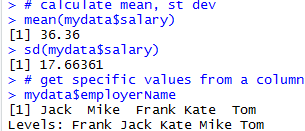 > # calculate mean, st dev
> mean(mydata$salary)
[1] 36.36
> sd(mydata$salary)
[1] 17.66361
> # get specific values from a column
> mydata$employerName
[1] Jack  Mike  Frank Kate  Tom
Levels: Frank Jack Kate Mike Tom